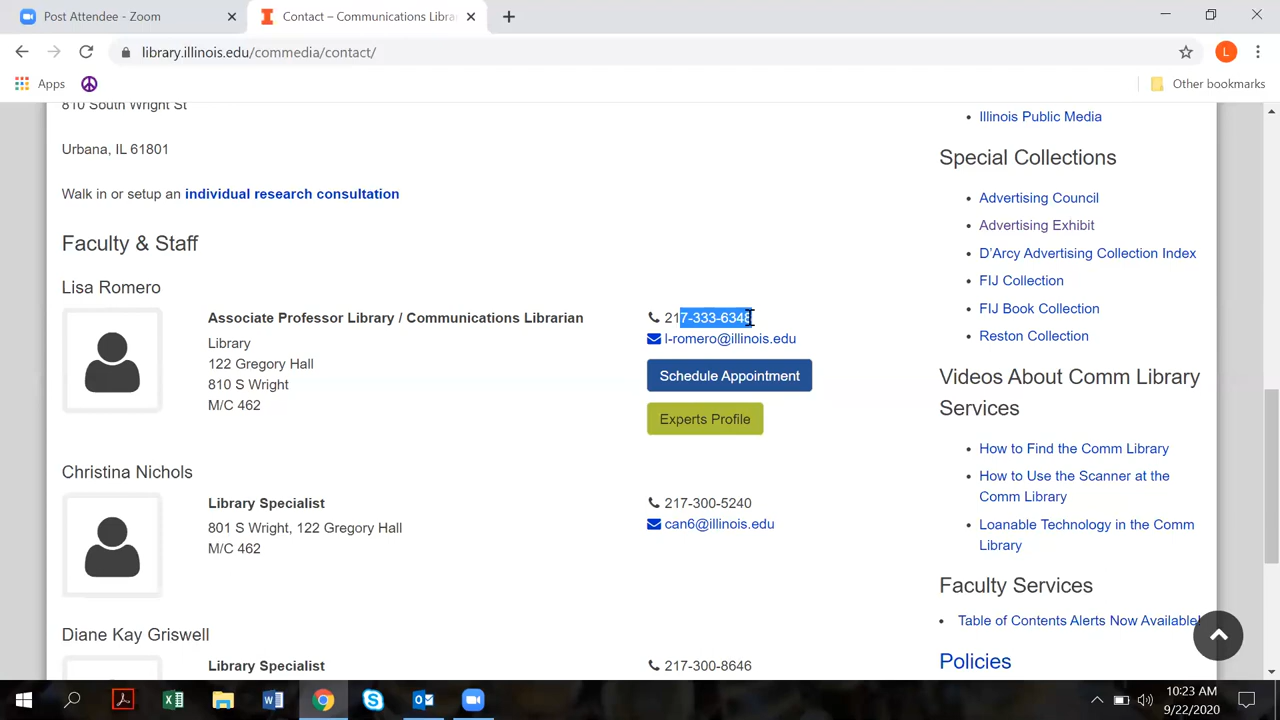 Post Attendee - Zoom
Contact – Communications Libra
library.illinois.edu/commedia/contact/
L
Apps
Other bookmarks
810 South Wright St
Urbana, IL 61801
Walk in or setup an individual research consultation
Faculty & Staff
Lisa Romero
Associate Professor Library / Communications Librarian
Library
122 Gregory Hall
810 S Wright
M/C 462
217-333-6348
l-romero@illinois.edu
Schedule Appointment
Experts Profile
Christina Nichols
Library Specialist
801 S Wright, 122 Gregory Hall
M/C 462
217-300-5240
can6@illinois.edu
Diane Kay Griswell
Library Specialist
217-300-8646
Illinois Public Media
Special Collections
Advertising Council
Advertising Exhibit
D'Arcy Advertising Collection Index
FIJ Collection
FIJ Book Collection
Reston Collection
Videos About Comm Library
Services
How to Find the Comm Library
How to Use the Scanner at the
Comm Library
Loanable Technology in the Comm
Library
Faculty Services
Table of Contents Alerts Now Available!
Policies
10:23 AM
9/22/2020